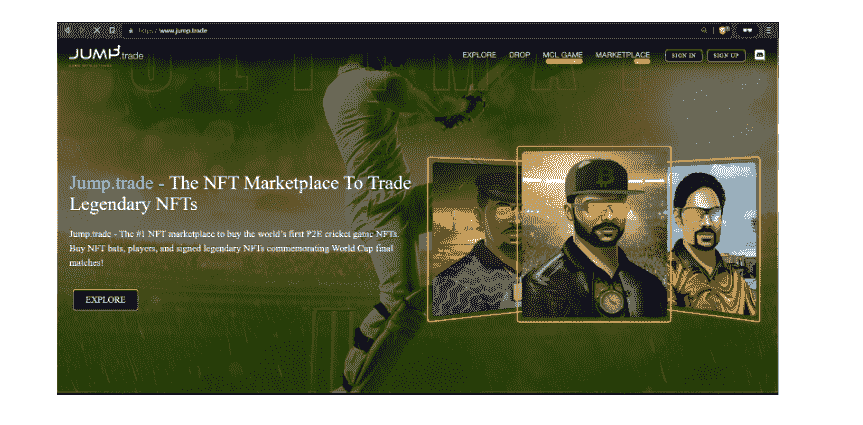 https://www.jump.trade
JUMP.trade
EXPLORE DROP MCL GAME MARKETPLACE SIGN IN SIGN UP
ULTIMAT
Jump.trade - The NFT Marketplace To Trade
Legendary NFTs
Jump.trade - The #1 NFT marketplace to buy the world's first P2E cricket game NFTs.
Buy NFT bats, players, and signed legendary NFTs commemorating World Cup final
matches!
EXPLORE